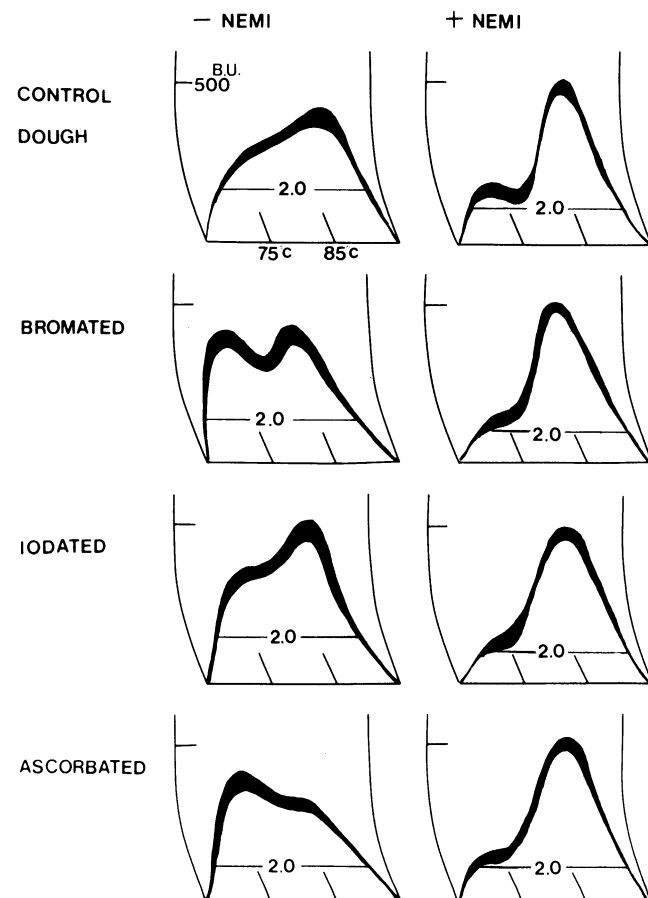 — NEMI
+ NEMI
CONTROL
DOUGH
500 B.U.
2.0
75°C 85°C
2.0
BROMATED
2.0
2.0
IODATED
2.0
2.0
ASCORBATED
2.0
2.0